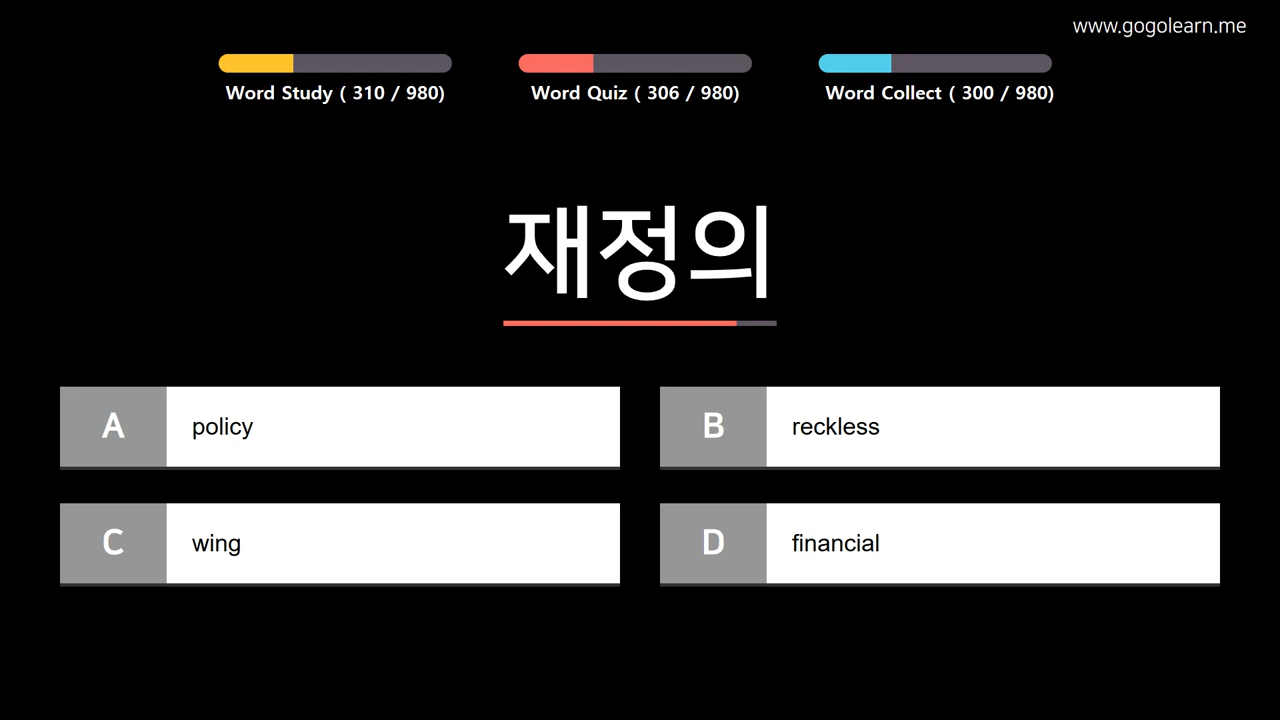 www.gogolearn.me
Word Study ( 310 / 980)
Word Quiz ( 306 / 980)
Word Collect ( 300 / 980)
재정의
A policy
B reckless
C wing
D financial